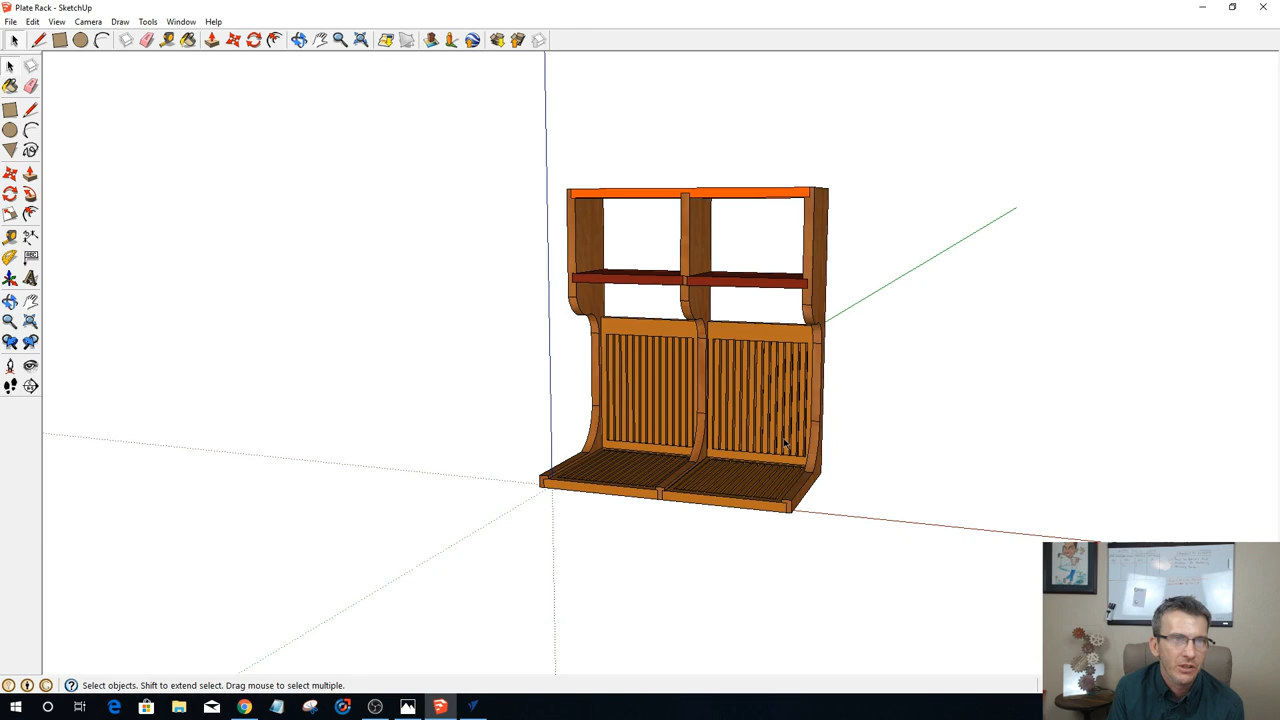 Plate Rack - SketchUp
File Edit View Camera Draw Tools Window Help
Select objects. Shift to extend select. Drag mouse to select multiple.